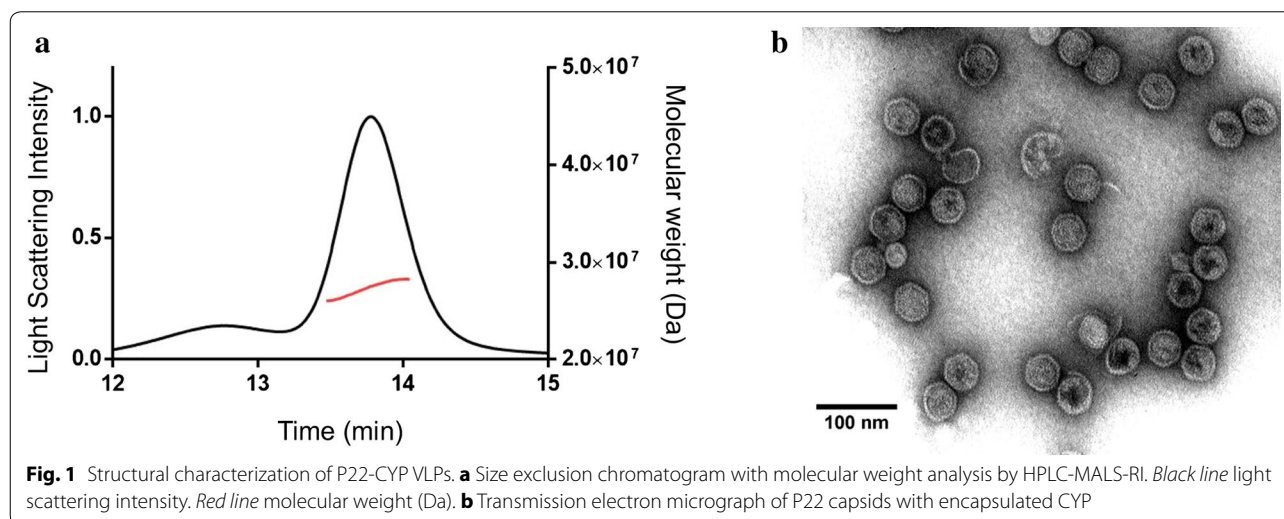 a
b
Light Scattering Intensity
1.0
0.5
0.0
5.0×10⁷
4.0×10⁷
3.0×10⁷
2.0×10⁷
Molecular weight (Da)
12 13 14 15
Time (min)
100 nm
Fig. 1 Structural characterization of P22-CYP VLPs. a Size exclusion chromatogram with molecular weight analysis by HPLC-MALS-RI. Black line light
scattering intensity. Red line molecular weight (Da). b Transmission electron micrograph of P22 capsids with encapsulated CYP